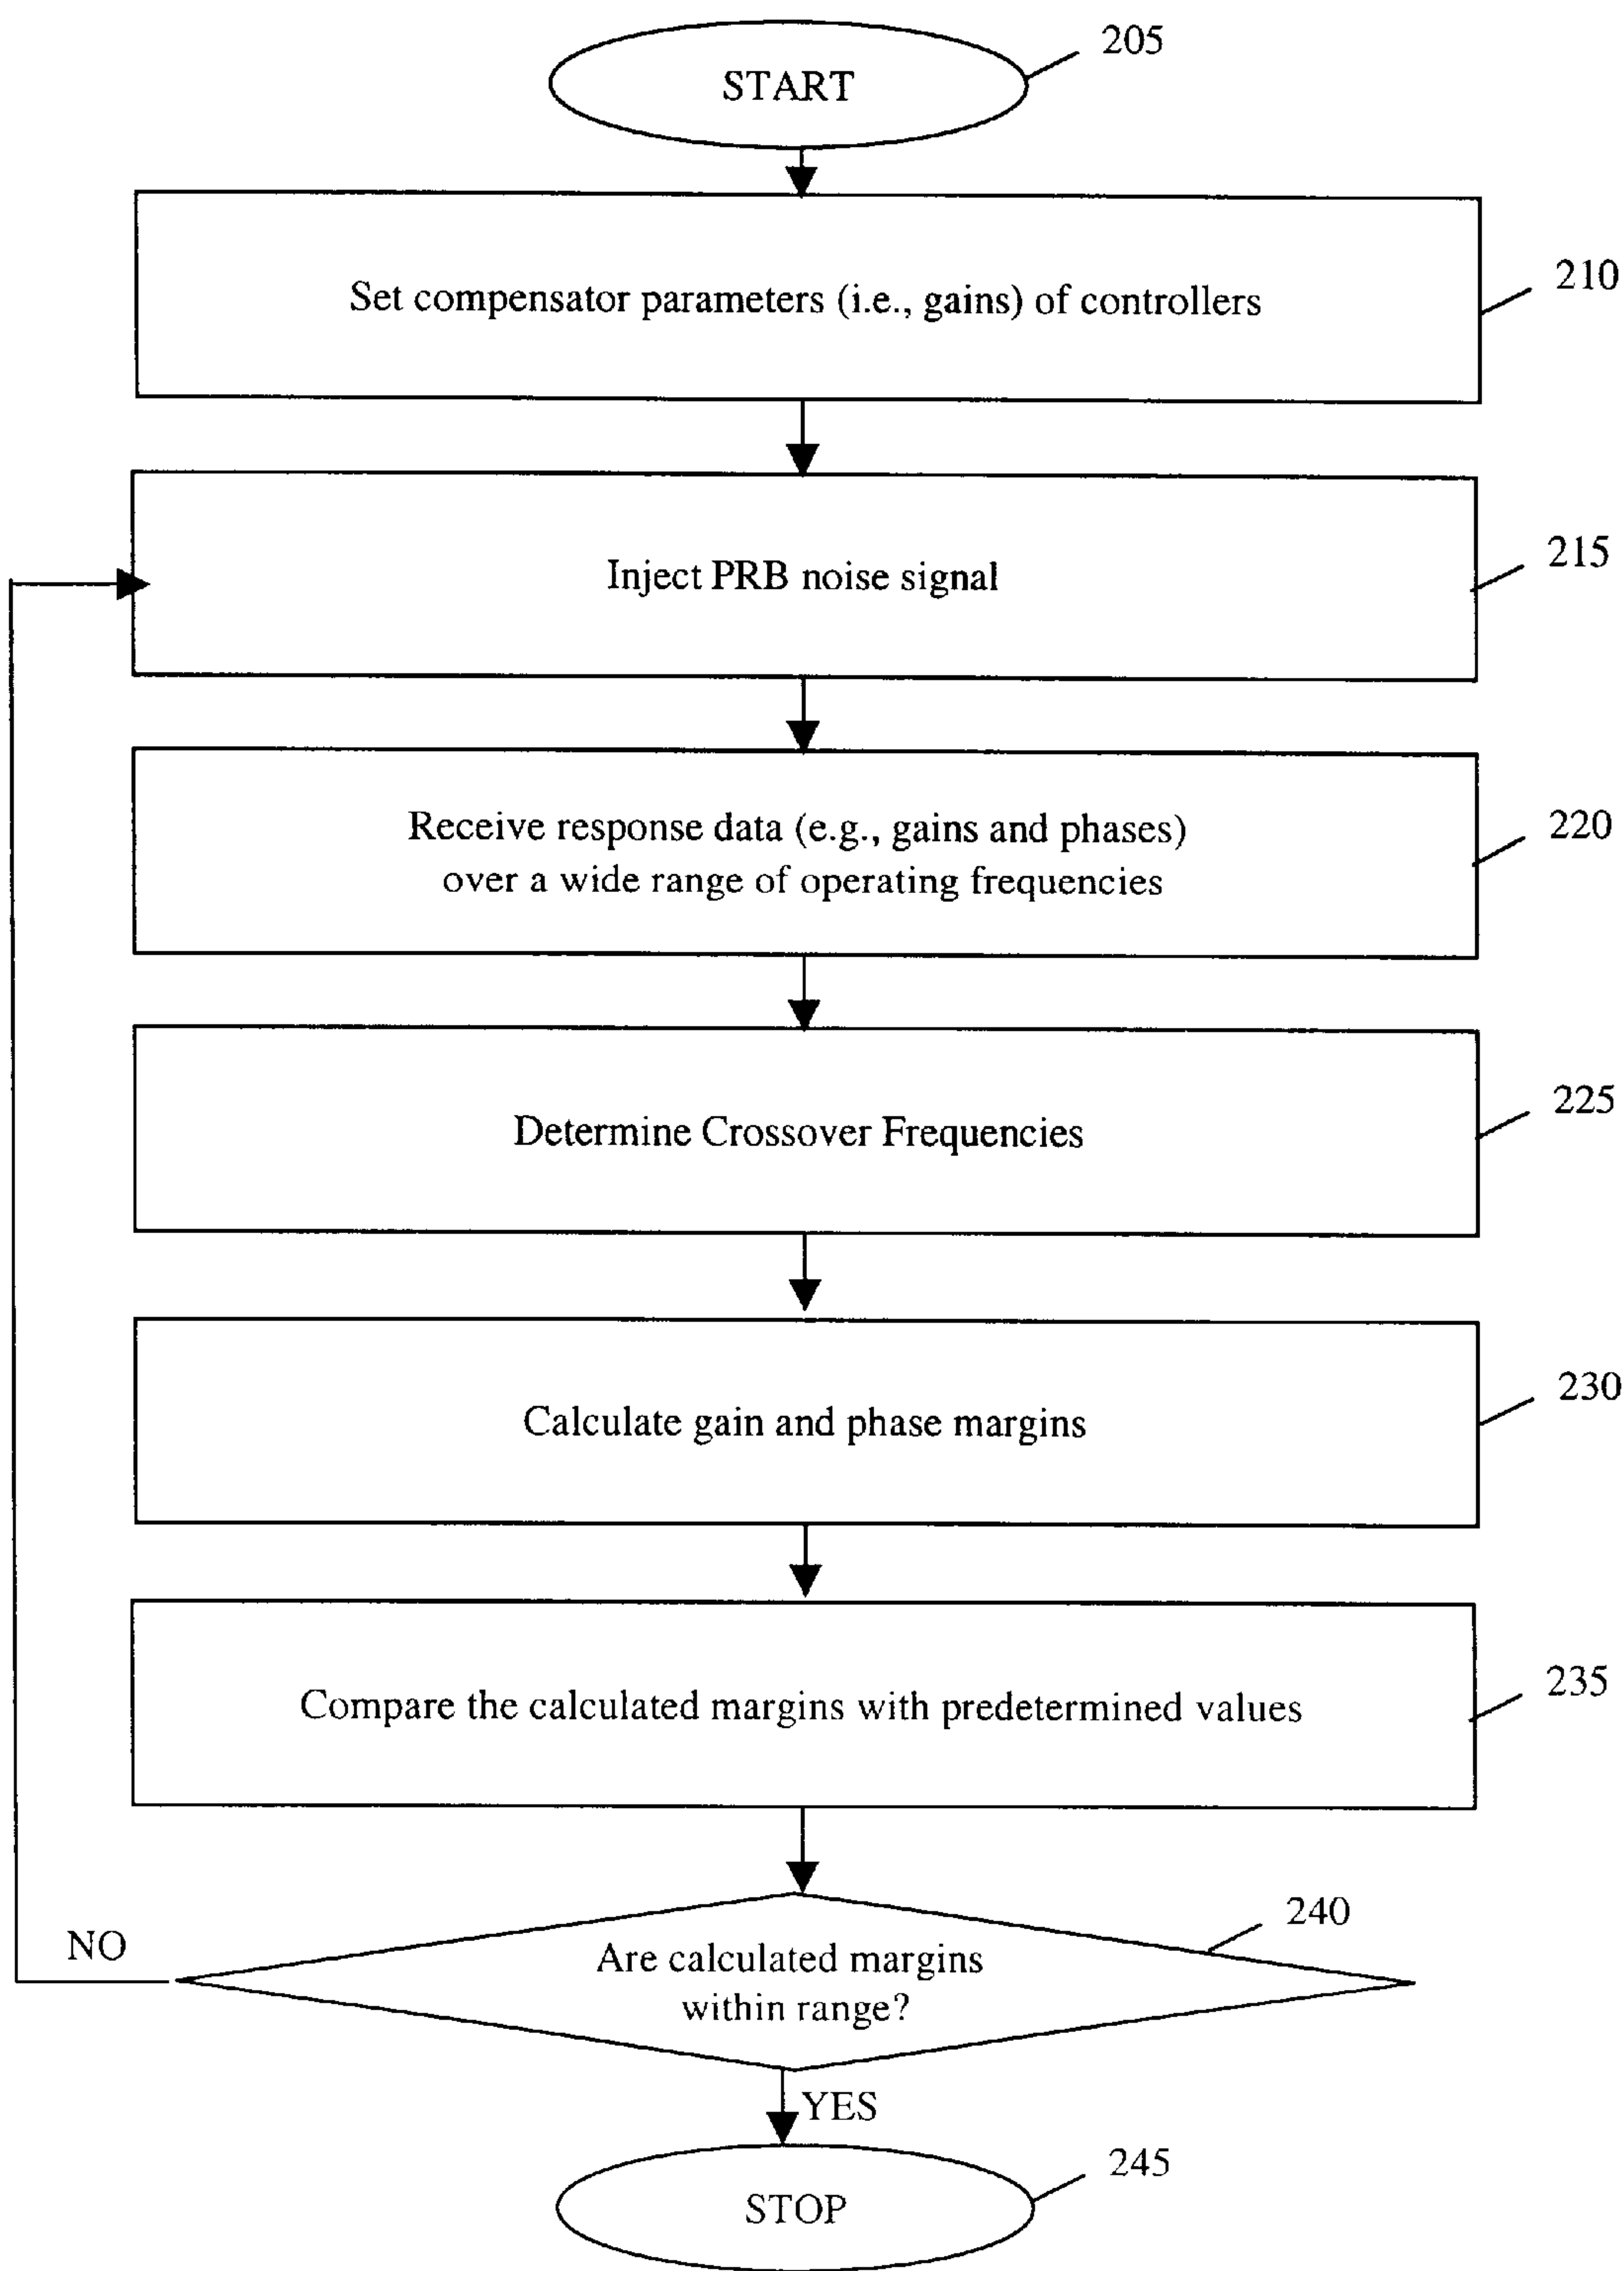 START
205
Set compensator parameters (i.e., gains) of controllers
210
Inject PRB noise signal
215
Receive response data (e.g., gains and phases)
over a wide range of operating frequencies
220
Determine Crossover Frequencies
225
Calculate gain and phase margins
230
Compare the calculated margins with predetermined values
235
240
NO
Are calculated margins
within range?
YES
245
STOP